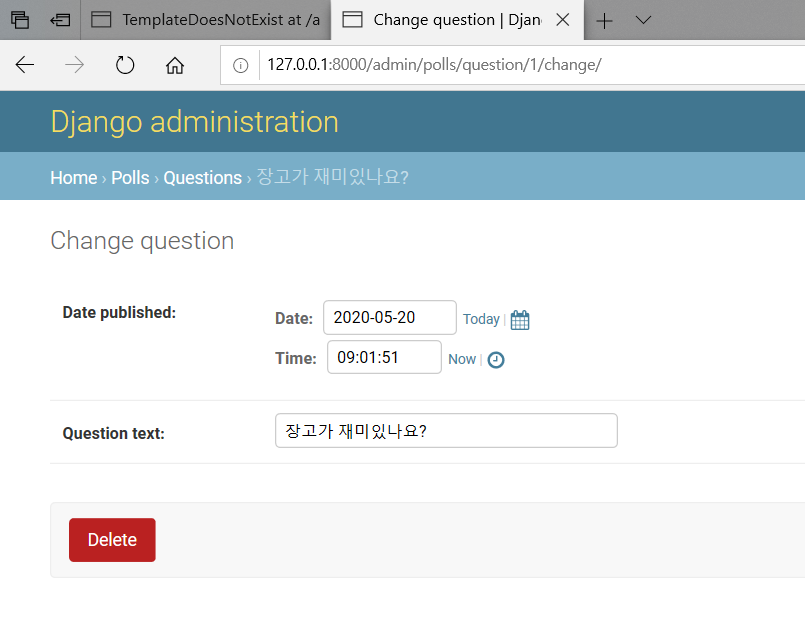 TemplateDoesNotExist at /a
Change question | Djan
127.0.0.1:8000/admin/polls/question/1/change/
Django administration
Home › Polls › Questions › 장고가 재미있나요?
Change question
Date published:
Date: 2020-05-20 Today |
Time: 09:01:51 Now |
Question text: 장고가 재미있나요?
Delete